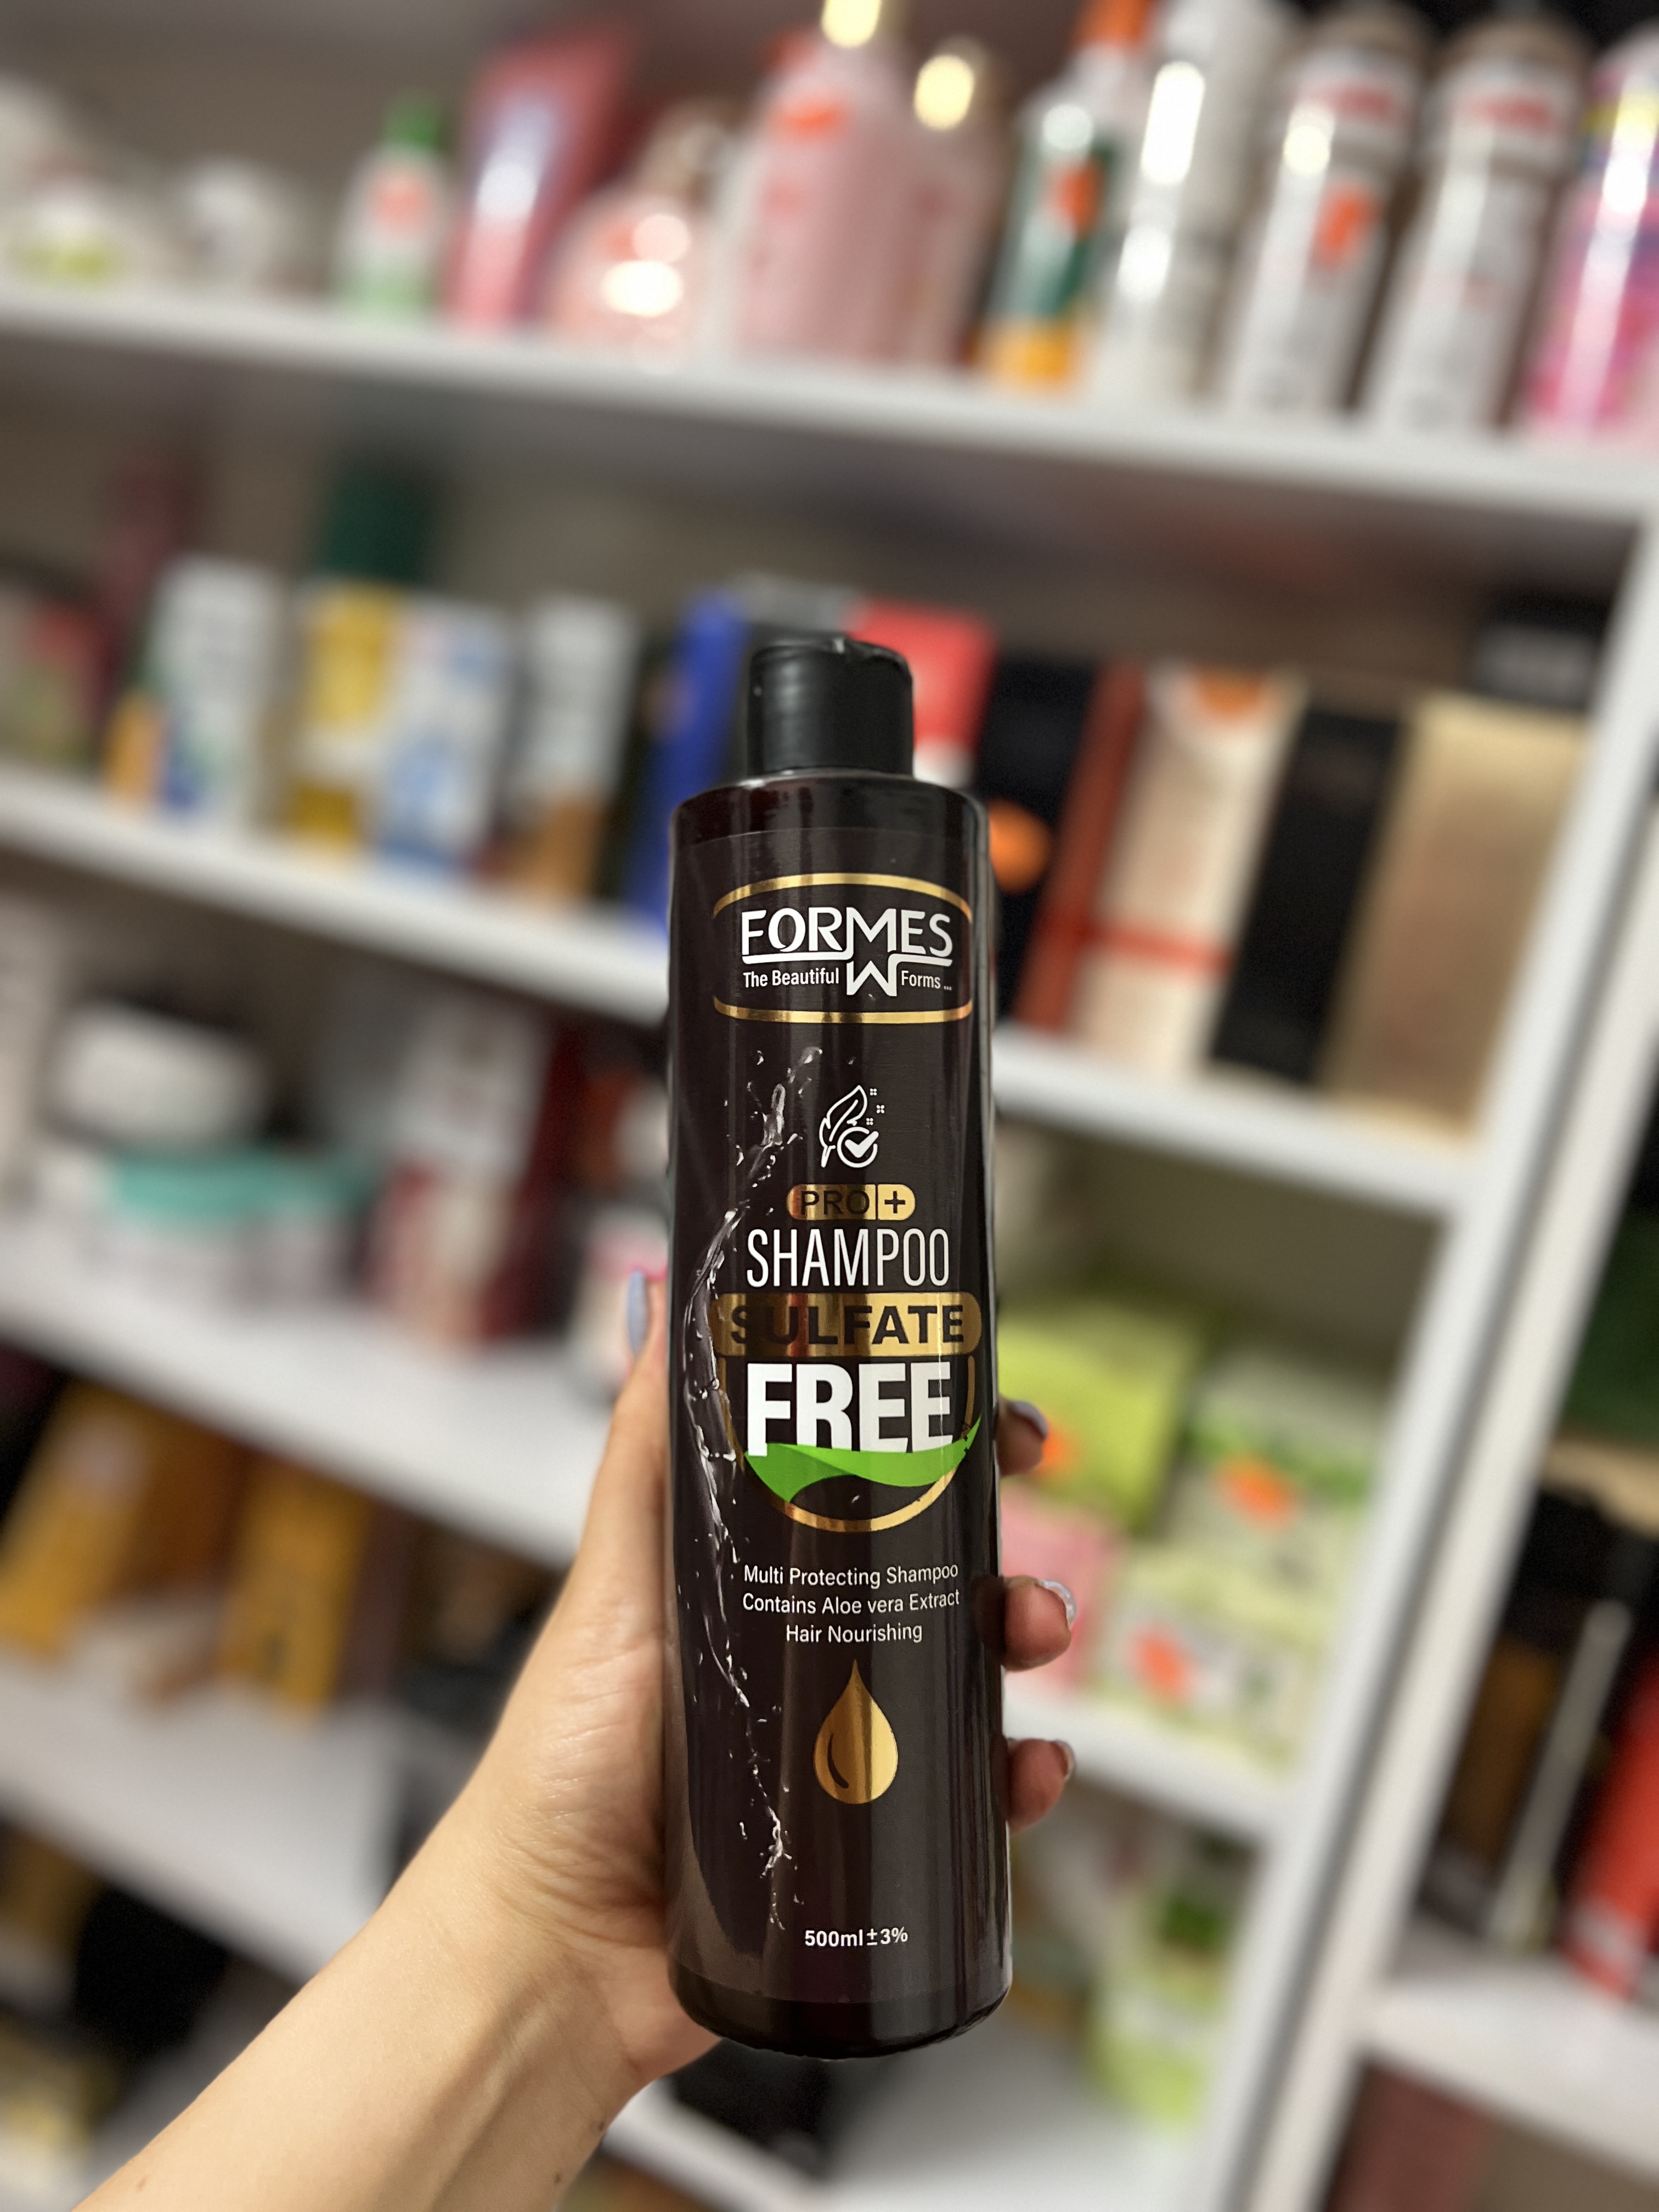 FORMES
The Beautiful Forms ...
PRO+
SHAMPOO
SULFATE
FREE
Multi Protecting Shampoo
Contains Aloe vera Extract
Hair Nourishing
500ml±3%